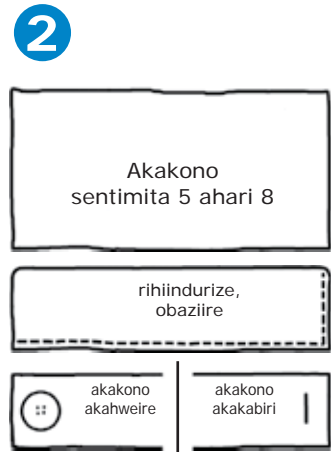 2
Akakono
sentimita 5 ahari 8
rihiindurize,
obaziire
akakono
akahweire
akakono
akakabiri